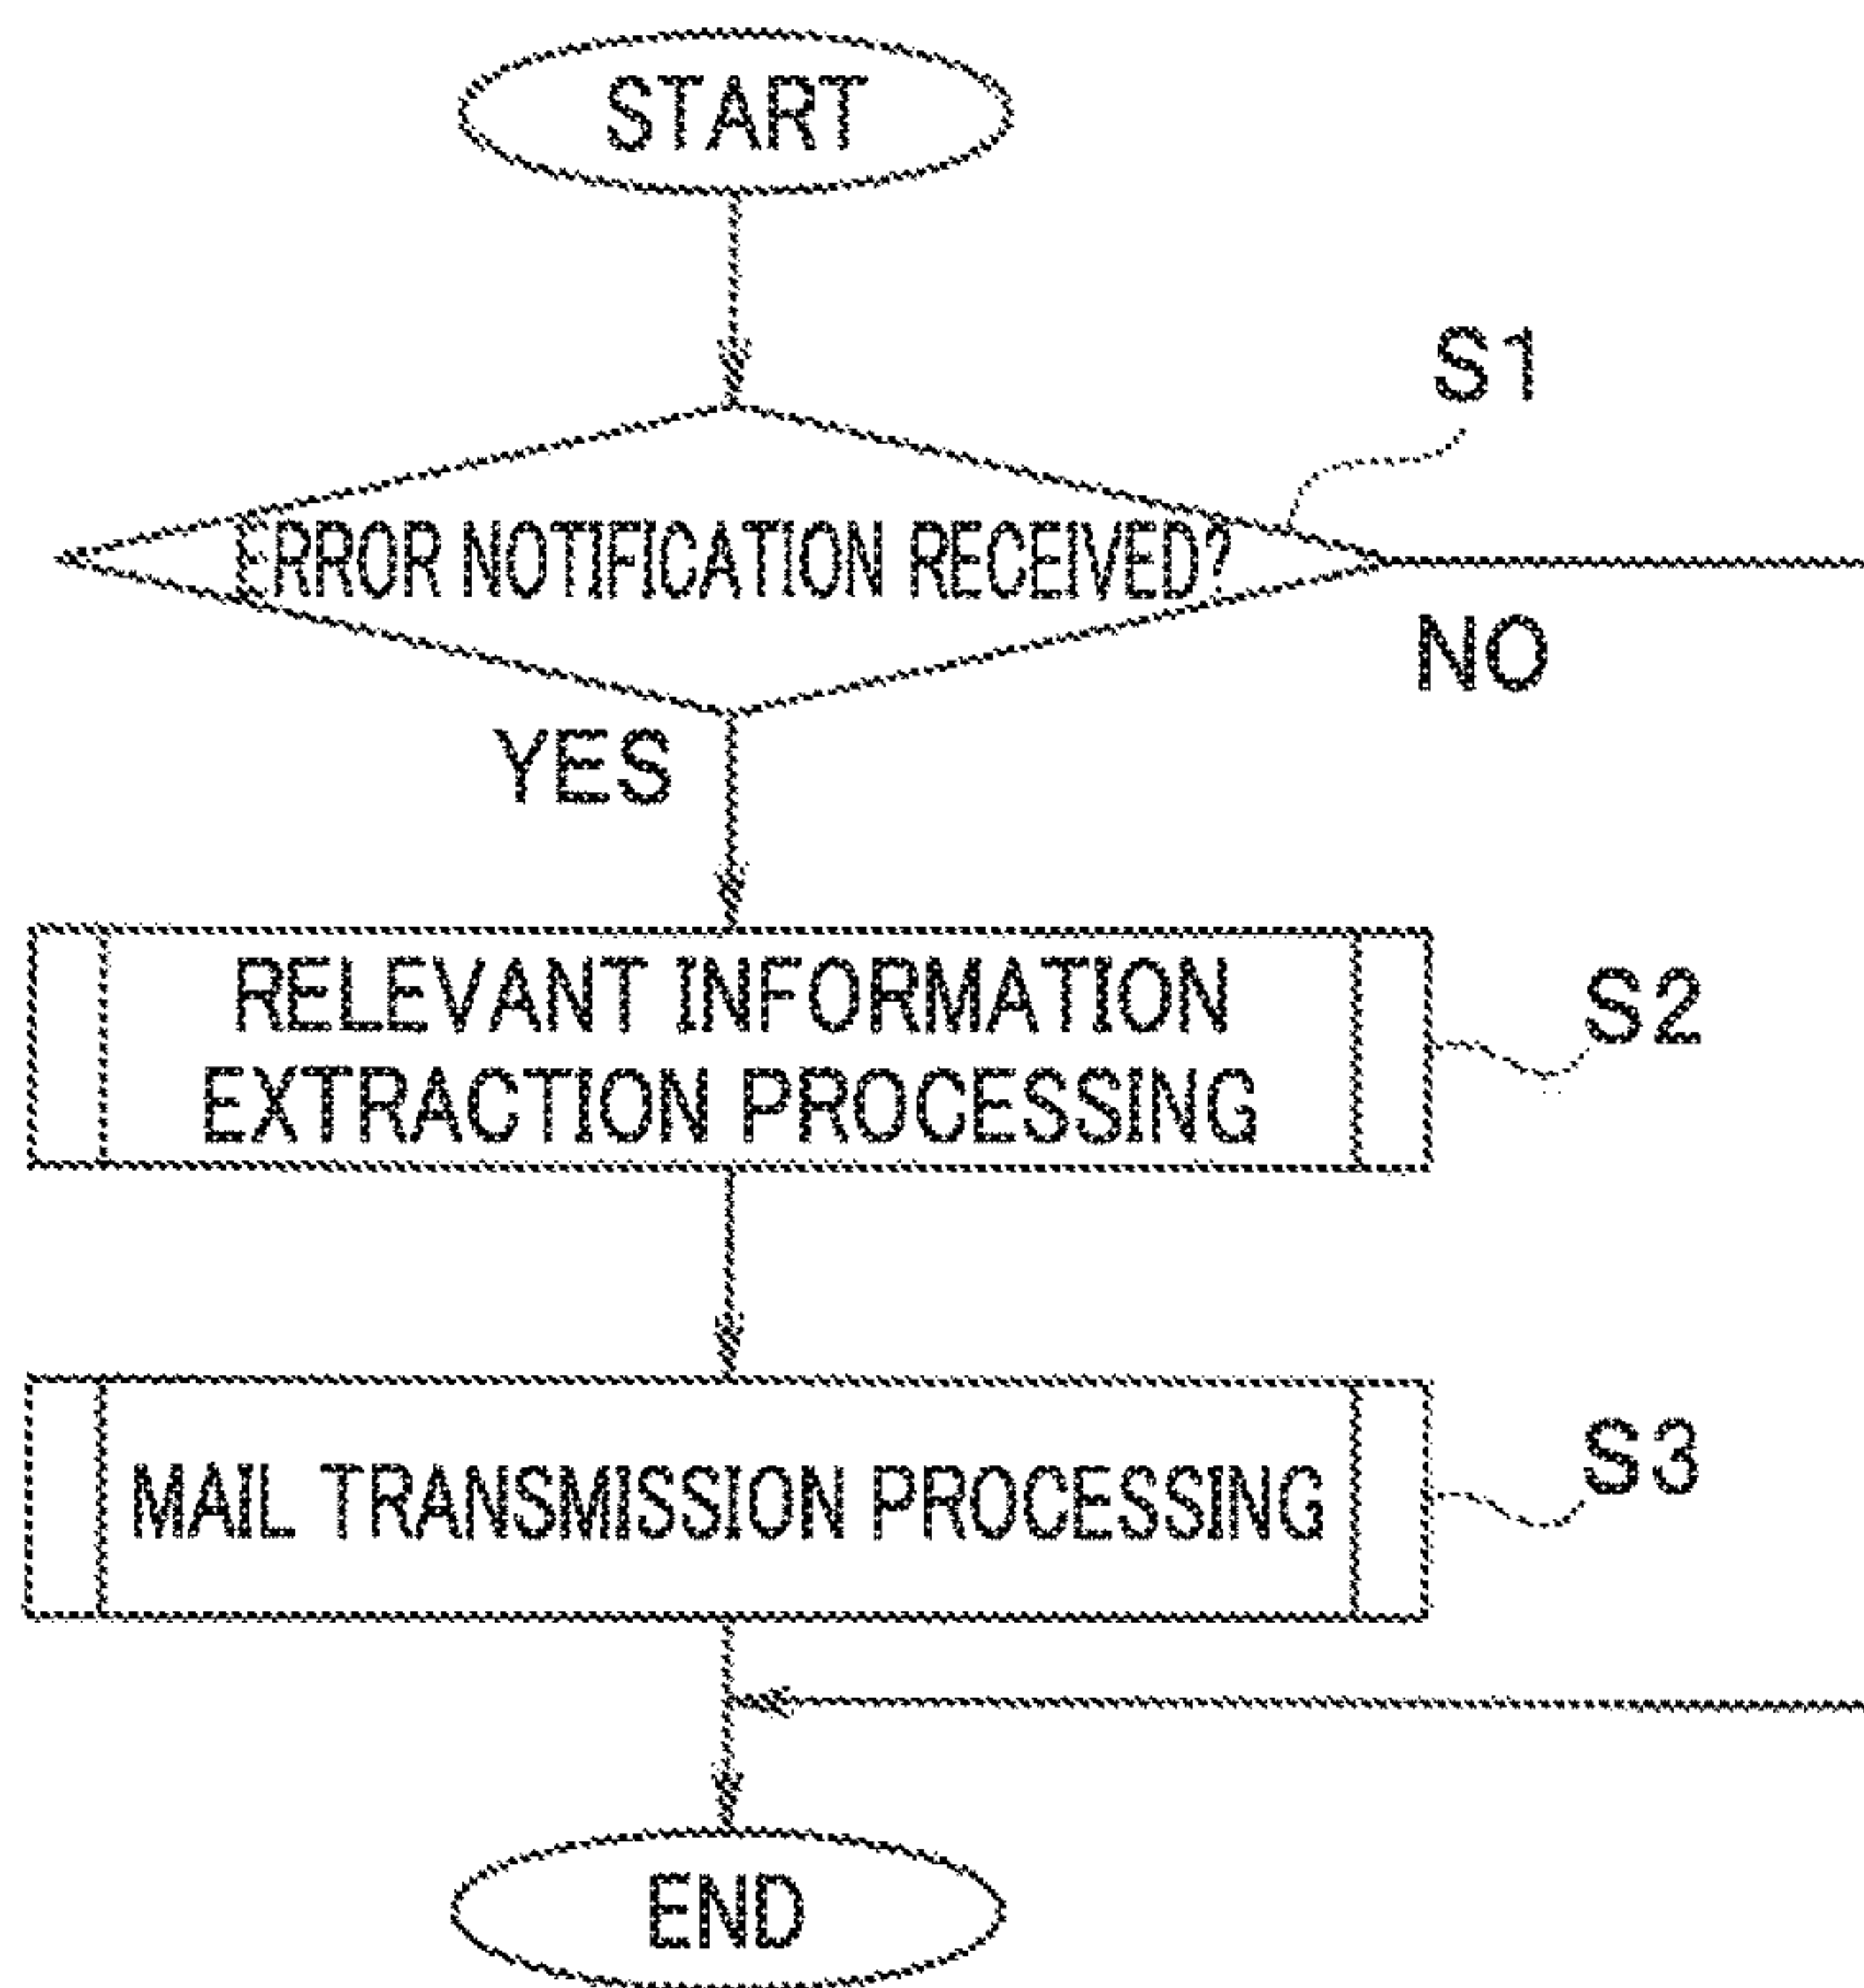 START
S1
ERROR NOTIFICATION RECEIVED?
NO
YES
RELEVANT INFORMATION
EXTRACTION PROCESSING
S2
MAIL TRANSMISSION PROCESSING
S3
END